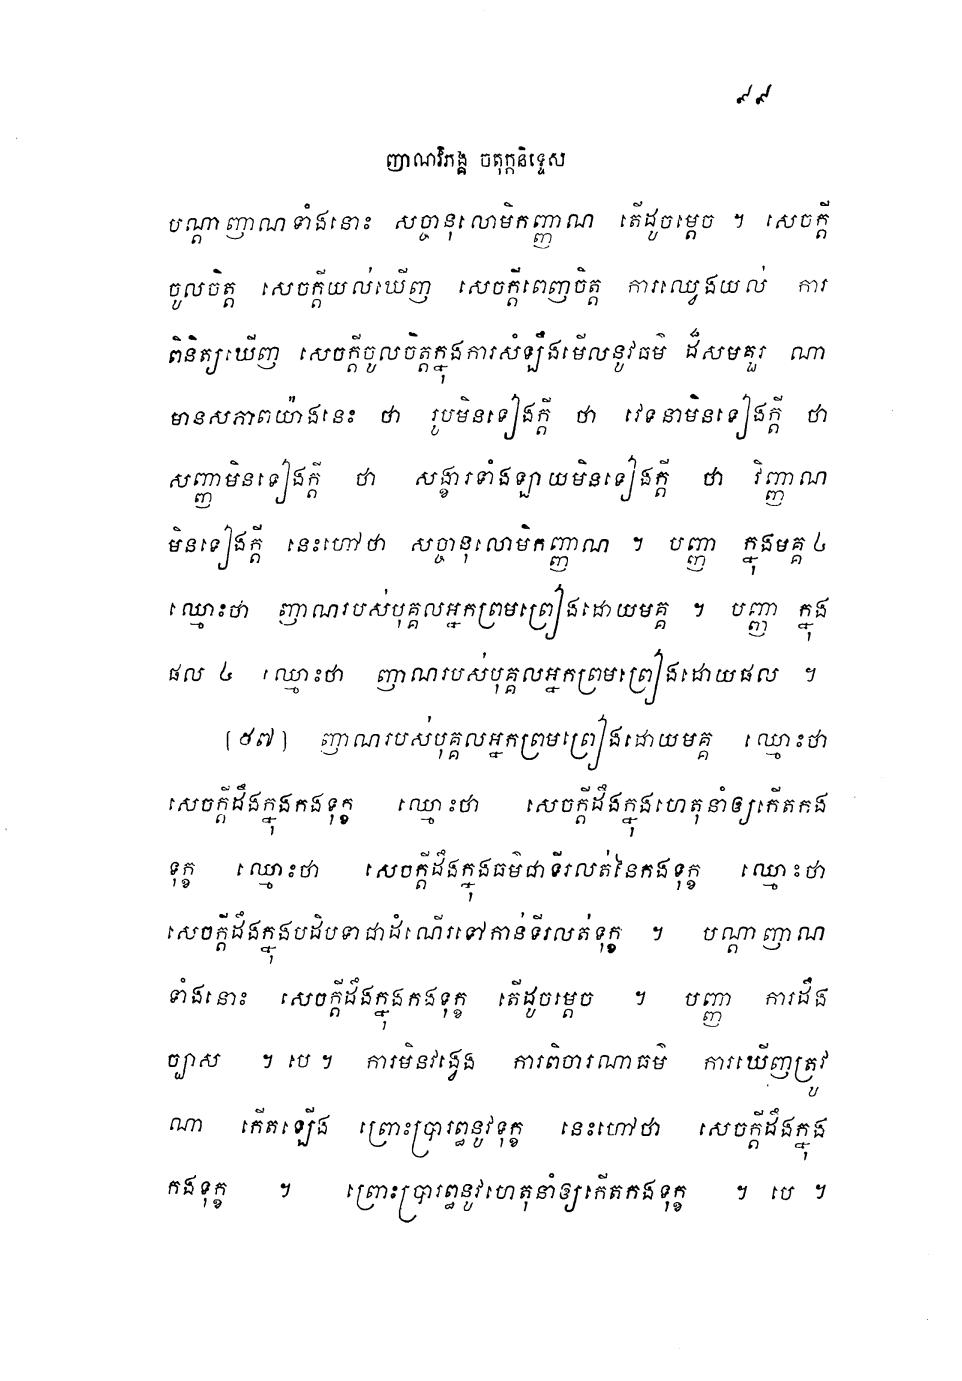 ៩៩
ញាណវិភង្គ ចតុក្កនិទ្ទេស
បណ្តាញាណទាំងនោះ សច្ចានុលោមិកញ្ញាណ តើដូចម្តេច ។ សេចក្តី
ចូលចិត្ត សេចក្តីយល់ឃើញ សេចក្តីពេញចិត្ត ការឈ្វេងយល់ ការ
ពិនិត្យឃើញ សេចក្តីចូលចិត្តក្នុងការសំឡឹងមើលនូវធម៌ ដ៏សមគួរ ណា
មានសភាពយ៉ាងនេះ ថា រូបមិនទៀងក្តី ថា វេទនាមិនទៀងក្តី ថា
សញ្ញាមិនទៀងក្តី ថា សង្ខារទាំងឡាយមិនទៀងក្តី ថា វិញ្ញាណ
មិនទៀងក្តី នេះហៅថា សច្ចានុលោមិកញ្ញាណ ។ បញ្ញា ក្នុងមគ្គ ៤
ឈ្មោះថា ញាណរបស់បុគ្គលអ្នកព្រមព្រៀងដោយមគ្គ ។ បញ្ញា ក្នុង
ផល ៤ ឈ្មោះថា ញាណរបស់បុគ្គលអ្នកព្រមព្រៀងដោយផល ។
(៥៧) ញាណរបស់បុគ្គលអ្នកព្រមព្រៀងដោយមគ្គ ឈ្មោះថា
សេចក្តីដឹងក្នុងកងទុក្ខ ឈ្មោះថា សេចក្តីដឹងក្នុងហេតុនាំឲ្យកើតកង
ទុក្ខ ឈ្មោះថា សេចក្តីដឹងក្នុងធម៌ជាទីរលត់នៃកងទុក្ខ ឈ្មោះថា
សេចក្តីដឹងក្នុងបដិបទាជាដំណើរទៅកាន់ទីរលត់ទុក្ខ ។ បណ្តាញាណ
ទាំងនោះ សេចក្តីដឹងក្នុងកងទុក្ខ តើដូចម្តេច ។ បញ្ញា ការដឹង
ច្បាស ។ បេ ។ ការមិនវង្វេង ការពិចារណាធម៌ ការឃើញត្រូវ
ណា កើតឡើង ព្រោះប្រារព្ធនូវទុក្ខ នេះហៅថា សេចក្តីដឹងក្នុង
កងទុក្ខ ។ ព្រោះប្រារព្ធនូវហេតុនាំឲ្យកើតកងទុក្ខ ។ បេ ។